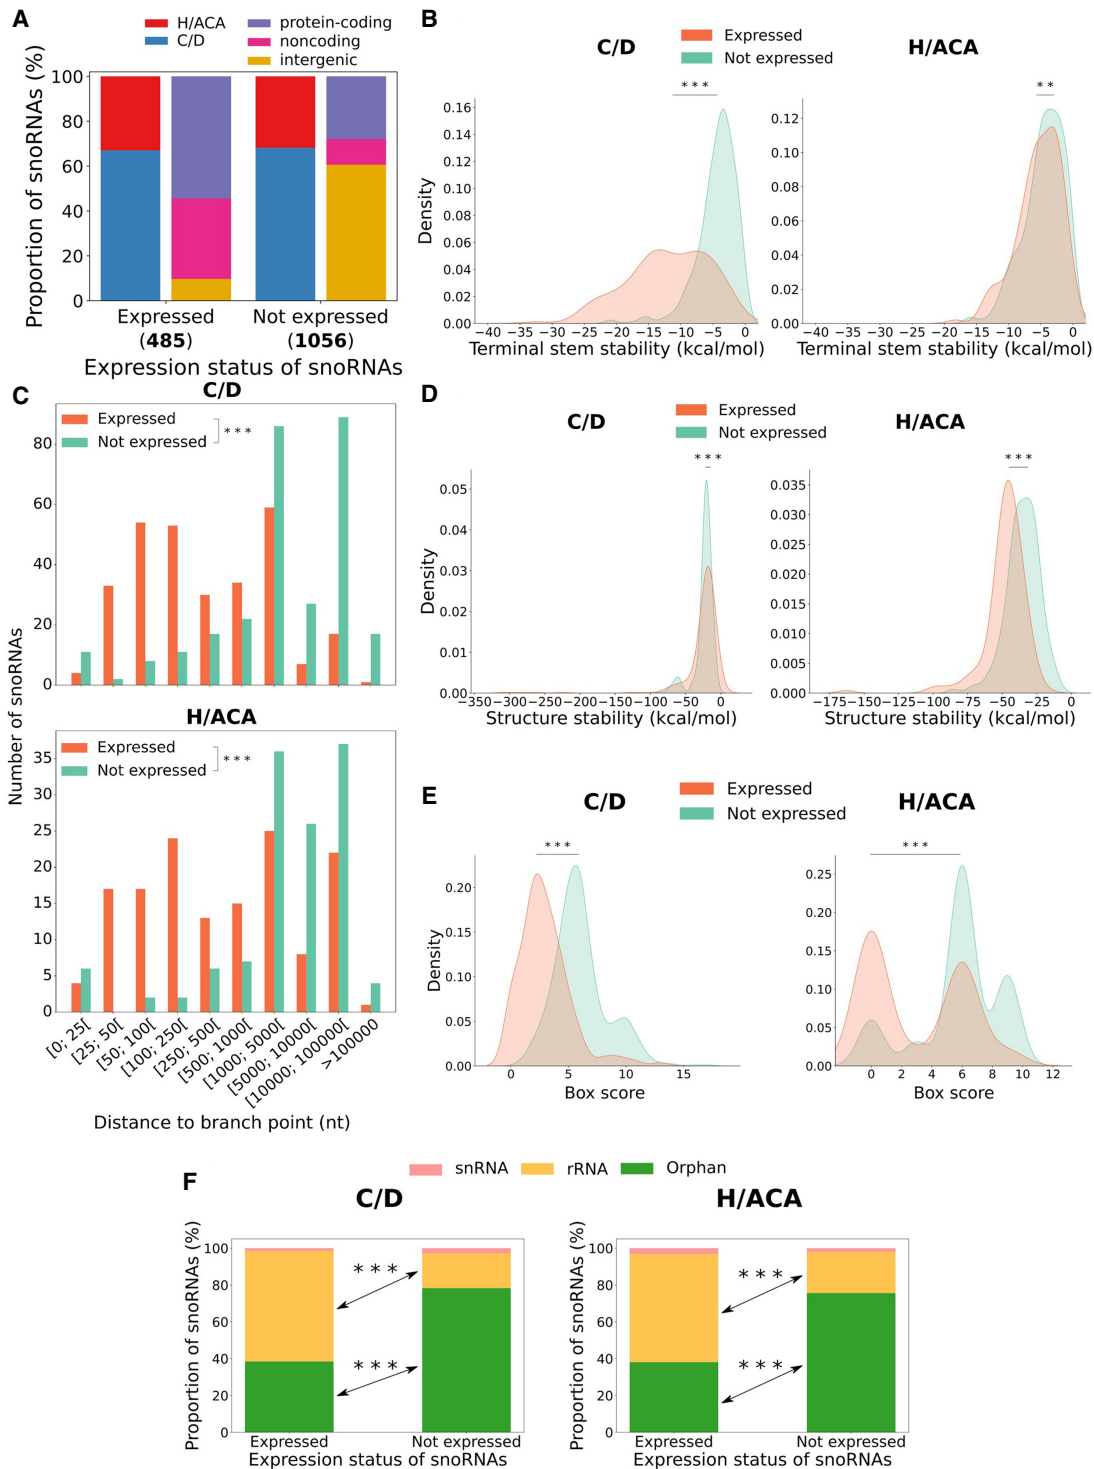 A
H/ACA
C/D
protein-coding
noncoding
intergenic
Proportion of snoRNAs (%)
100
80
60
40
20
0
Expressed
(485)
Not expressed
(1056)
Expression status of snoRNAs
B
C/D
Expressed
Not expressed
H/ACA
***
**
Density
0.16
0.14
0.12
0.10
0.08
0.06
0.04
0.02
0.00
−40 −35 −30 −25 −20 −15 −10 −5 0
Terminal stem stability (kcal/mol)
0.12
0.10
0.08
0.06
0.04
0.02
0.00
−40 −35 −30 −25 −20 −15 −10 −5 0
Terminal stem stability (kcal/mol)
C
C/D
Expressed
Not expressed
***
80
60
40
20
0
Number of snoRNAs
H/ACA
Expressed
Not expressed
***
35
30
25
20
15
10
5
0
[0; 25[
[25; 50[
[50; 100[
[100; 250[
[250; 500[
[500; 1000[
[1000; 5000[
[5000; 10000[
[10000; 100000[
>100000
Distance to branch point (nt)
D
C/D
Expressed
Not expressed
H/ACA
***
***
Density
0.05
0.04
0.03
0.02
0.01
0.00
−350 −300 −250 −200 −150 −100 −50 0
Structure stability (kcal/mol)
0.035
0.030
0.025
0.020
0.015
0.010
0.005
0.000
−175 −150 −125 −100 −75 −50 −25 0
Structure stability (kcal/mol)
E
C/D
Expressed
Not expressed
H/ACA
***
***
Density
0.20
0.15
0.10
0.05
0.00
0 5 10 15
Box score
0.25
0.20
0.15
0.10
0.05
0.00
0 2 4 6 8 10 12
Box score
F
snRNA
rRNA
Orphan
C/D
H/ACA
Proportion of snoRNAs (%)
100
80
60
40
20
0
***
***
Expressed
Not expressed
Expression status of snoRNAs
Proportion of snoRNAs (%)
100
80
60
40
20
0
***
***
Expressed
Not expressed
Expression status of snoRNAs